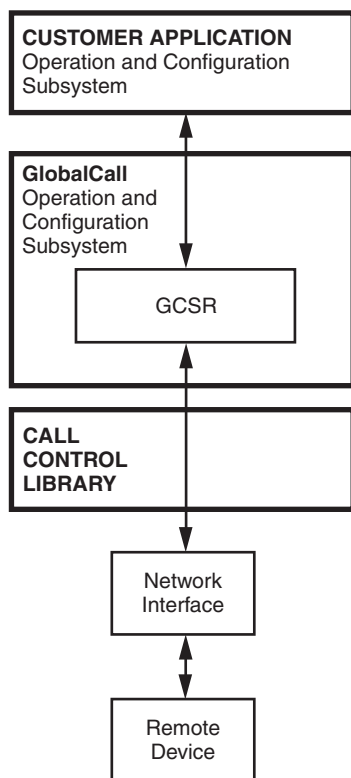 CUSTOMER APPLICATION
Operation and Configuration
Subsystem
GlobalCall
Operation and
Configuration
Subsystem
GCSR
CALL
CONTROL
LIBRARY
Network
Interface
Remote
Device